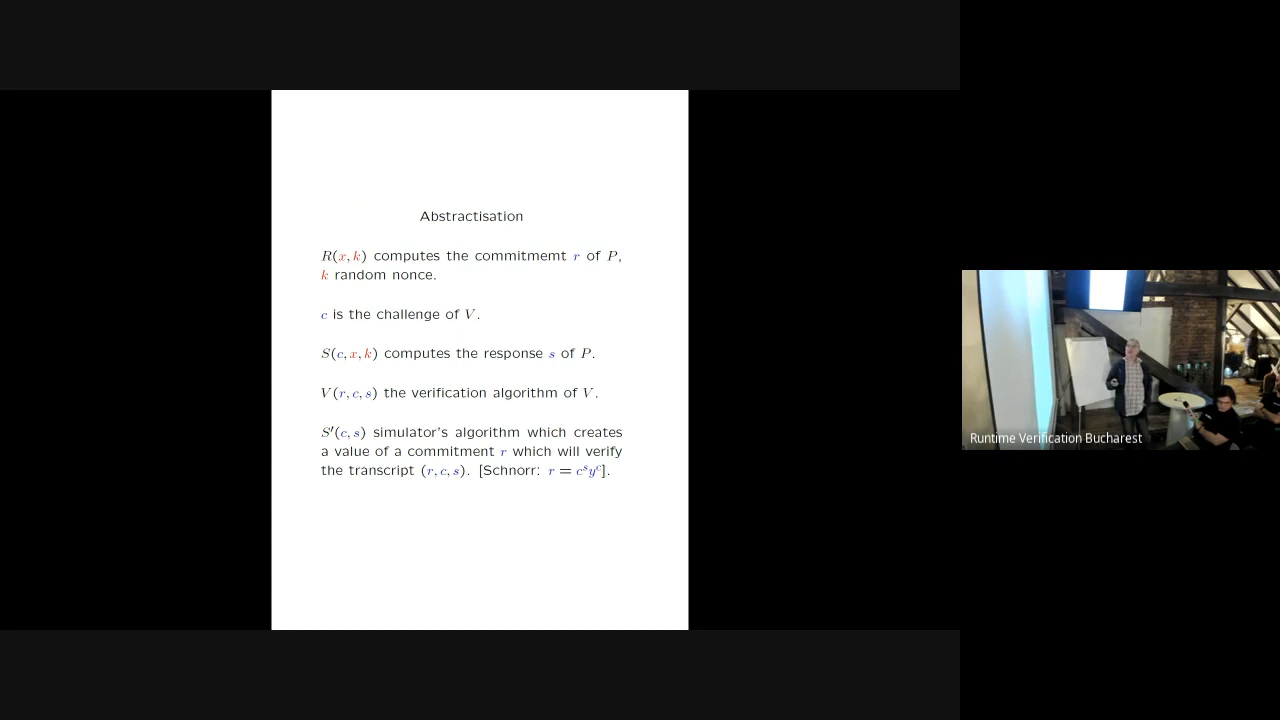 Abstractisation
R(x, k) computes the commitmemt r of P,
k random nonce.
c is the challenge of V.
S(c, x, k) computes the response s of P.
V(r, c, s) the verification algorithm of V.
S′(c, s) simulator's algorithm which creates
a value of a commitment r which will verify
the transcript (r, c, s). [Schnorr: r = cˢyᶜ].
Runtime Verification Bucharest